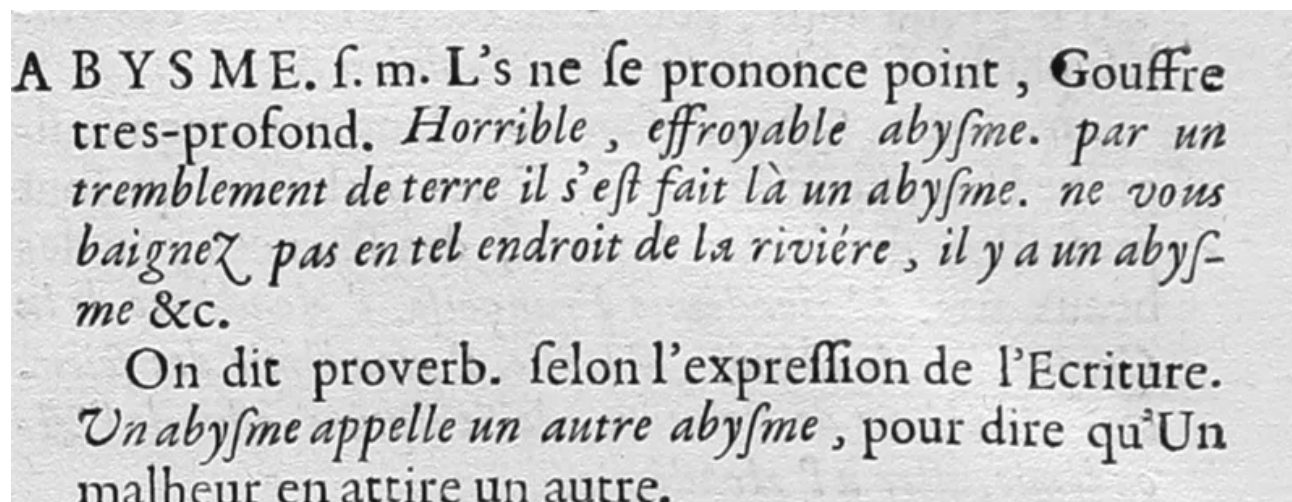 ABYSME. ſ. m. L's ne ſe prononce point, Gouffre
tres-profond. Horrible, effroyable abyſme. par un
tremblement de terre il s'eſt fait là un abyſme. ne vous
baignez pas en tel endroit de la riviére, il y a un abyſ-
me &c.
On dit proverb. ſelon l'expreſſion de l'Ecriture.
Un abyſme appelle un autre abyſme, pour dire qu'Un
malheur en attire un autre.